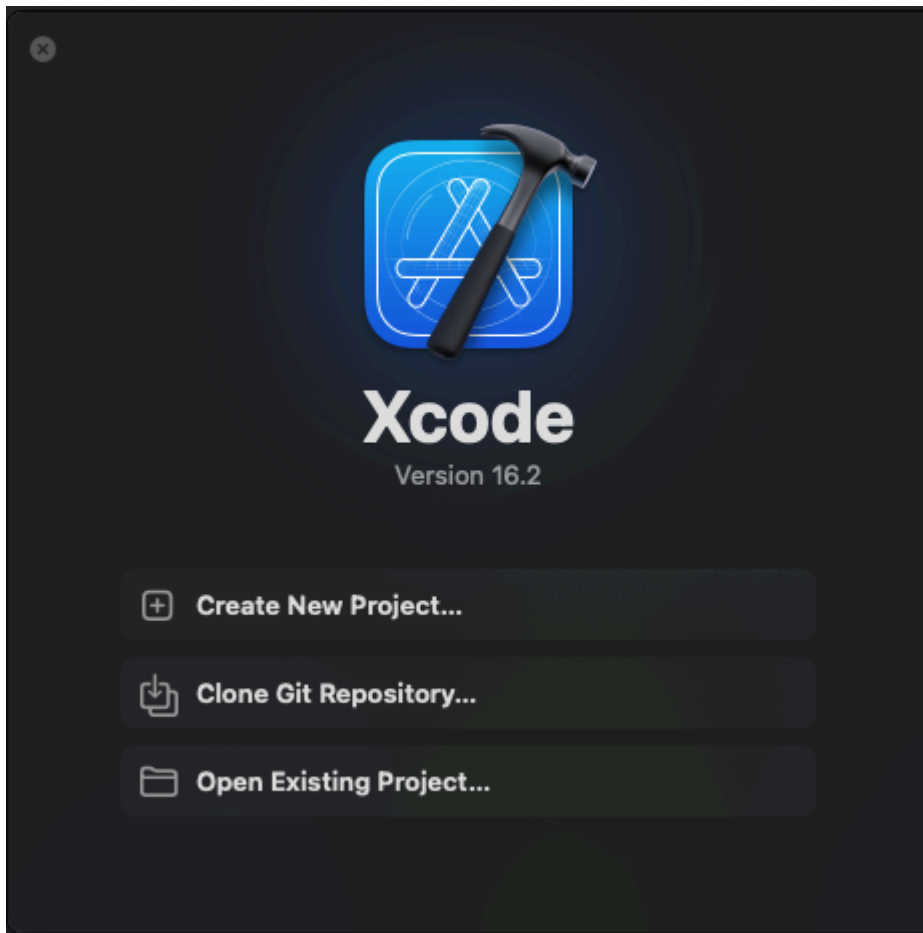 Xcode
Version 16.2
Create New Project...
Clone Git Repository...
Open Existing Project...